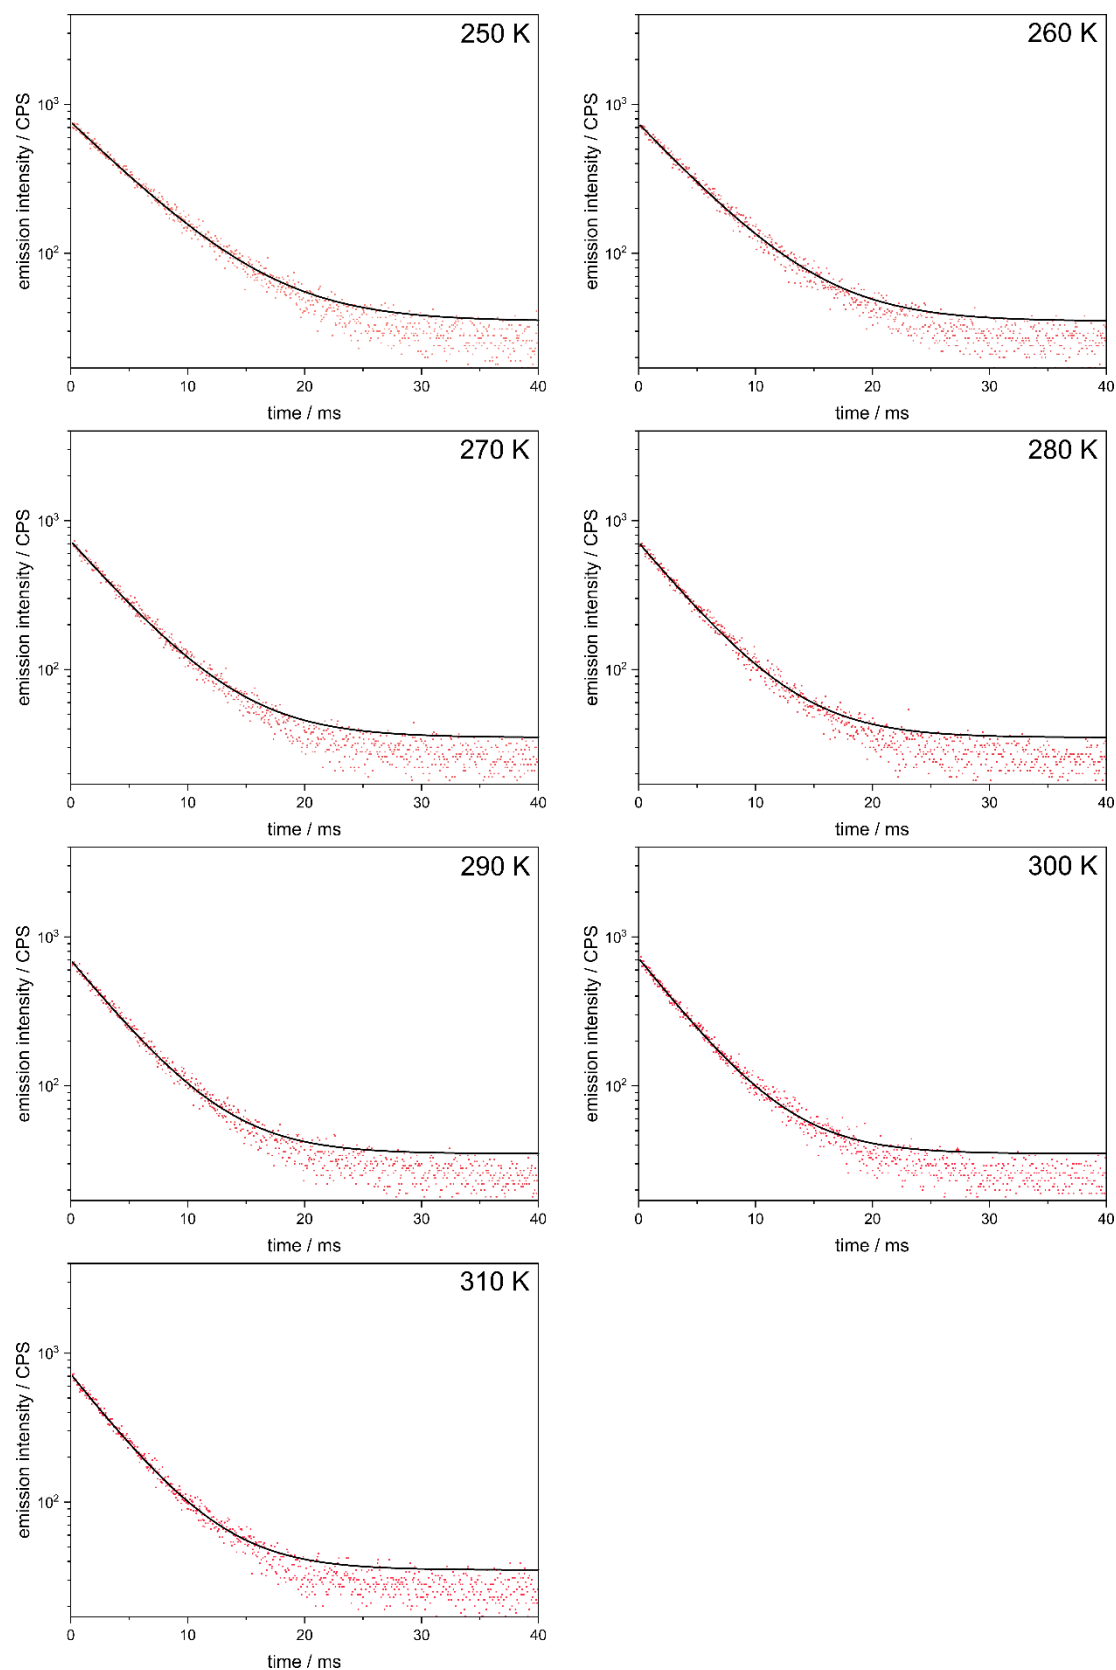 250 K
emission intensity / CPS
10³
10²
0 10 20 30 40
time / ms
260 K
emission intensity / CPS
10³
10²
0 10 20 30 40
time / ms
270 K
emission intensity / CPS
10³
10²
0 10 20 30 40
time / ms
280 K
emission intensity / CPS
10³
10²
0 10 20 30 40
time / ms
290 K
emission intensity / CPS
10³
10²
0 10 20 30 40
time / ms
300 K
emission intensity / CPS
10³
10²
0 10 20 30 40
time / ms
310 K
emission intensity / CPS
10³
10²
0 10 20 30 40
time / ms